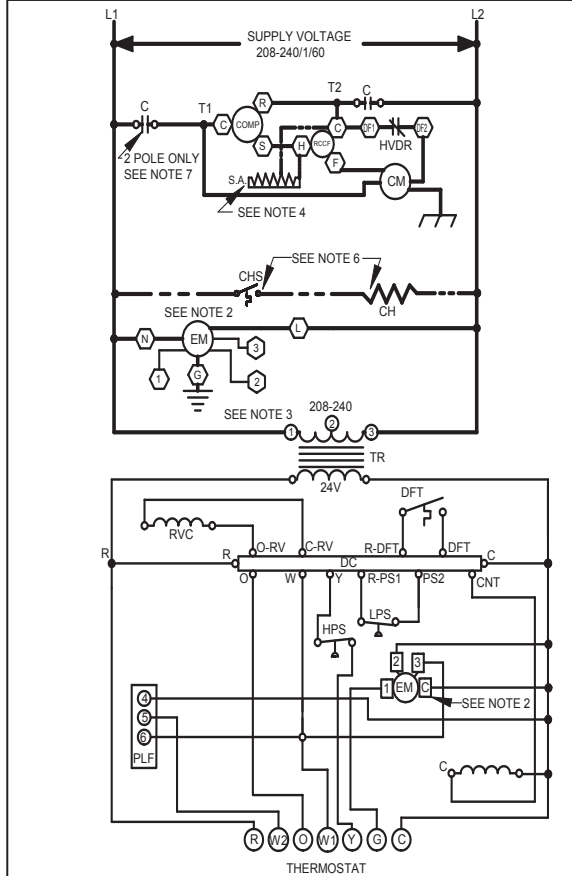 L1 L2
SUPPLY VOLTAGE
208-240/1/60
C T1 C COMP R T2 C
S H RCCF C DF1 HVDR DF2
2 POLE ONLY
SEE NOTE 7
S.A. F CM
SEE NOTE 4
SEE NOTE 6
CHS
CH
SEE NOTE 2
N EM L
3
1 G 2
SEE NOTE 3
208-240
1 2 3
TR
24V
DFT
RVC
R R O-RV C-RV R-DFT DFT C
DC
O W Y R-PS1 PS2 CNT
LPS
HPS
2 3
1 EM C
SEE NOTE 2
4
5
6
PLF
C
R W2 O W1 Y G C
THERMOSTAT